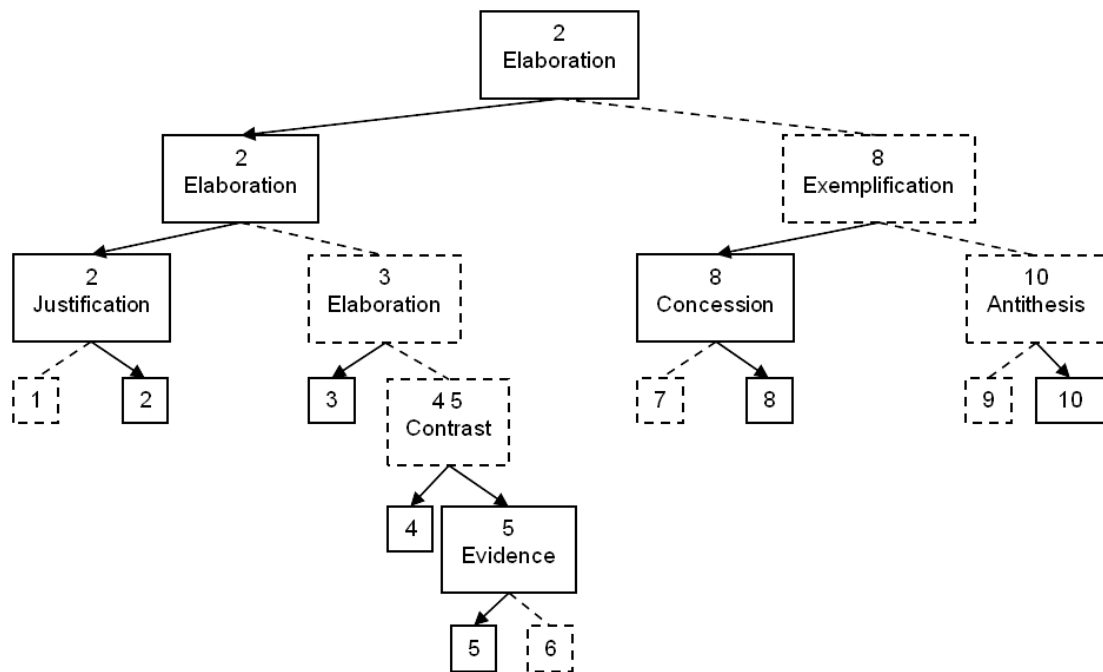 2
Elaboration
2
Elaboration
8
Exemplification
2
Justification
3
Elaboration
8
Concession
10
Antithesis
1
2
3
4 5
Contrast
7
8
9
10
4
5
Evidence
5
6